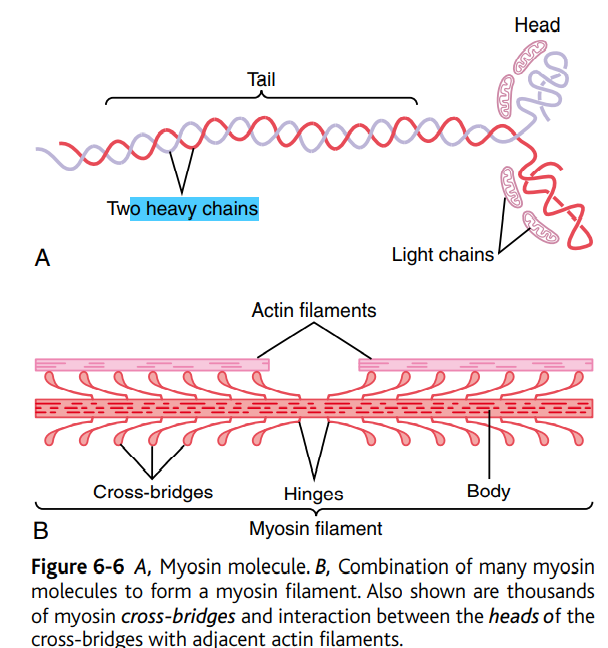 Head
Tail
Two heavy chains
Light chains
A
Actin filaments
Cross-bridges
Hinges
Body
B
Myosin filament
Figure 6-6 A, Myosin molecule. B, Combination of many myosin
molecules to form a myosin filament. Also shown are thousands
of myosin cross-bridges and interaction between the heads of the
cross-bridges with adjacent actin filaments.